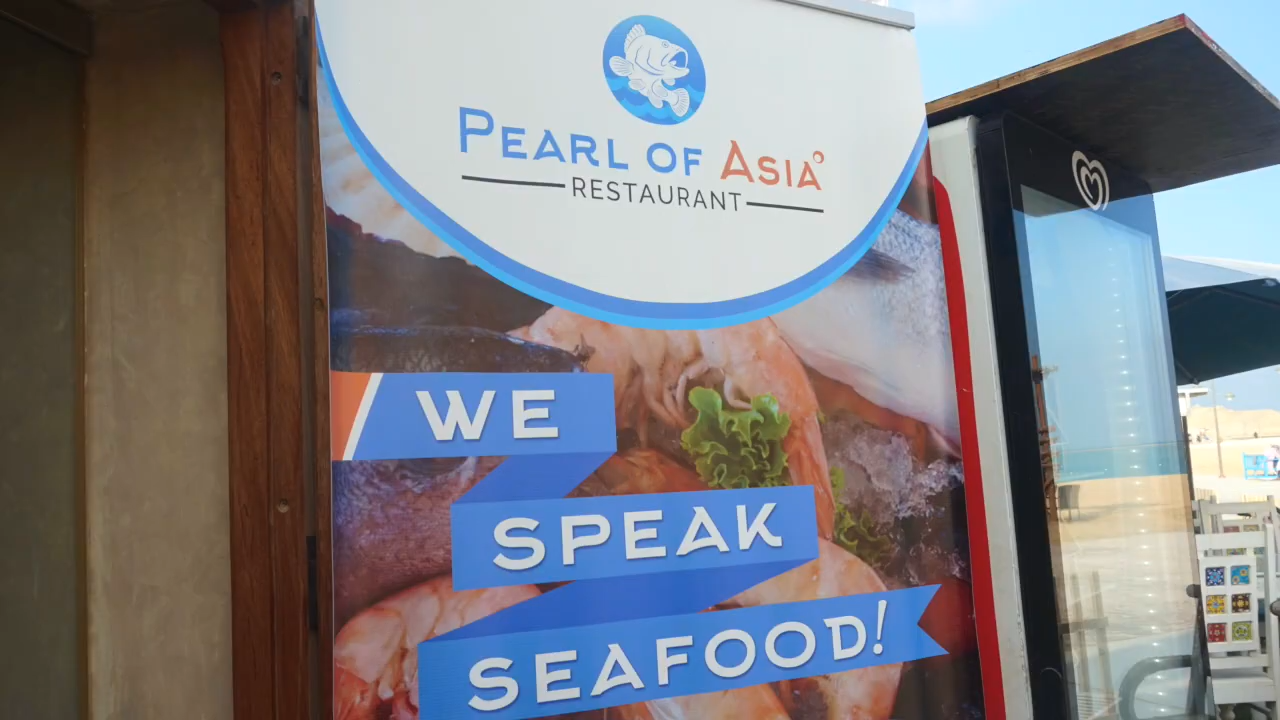 PEARL OF ASIA
RESTAURANT
WE
SPEAK
SEAFOOD!